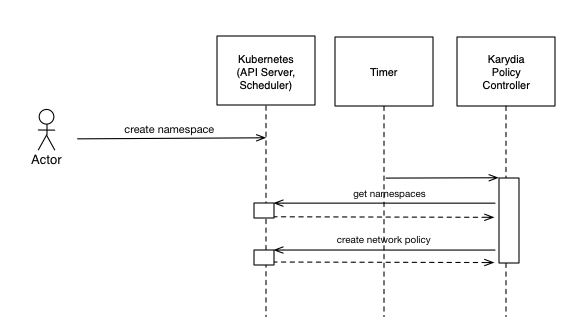 Kubernetes
(API Server,
Scheduler)
Timer
Karydia
Policy
Controller
create namespace
Actor
get namespaces
create network policy